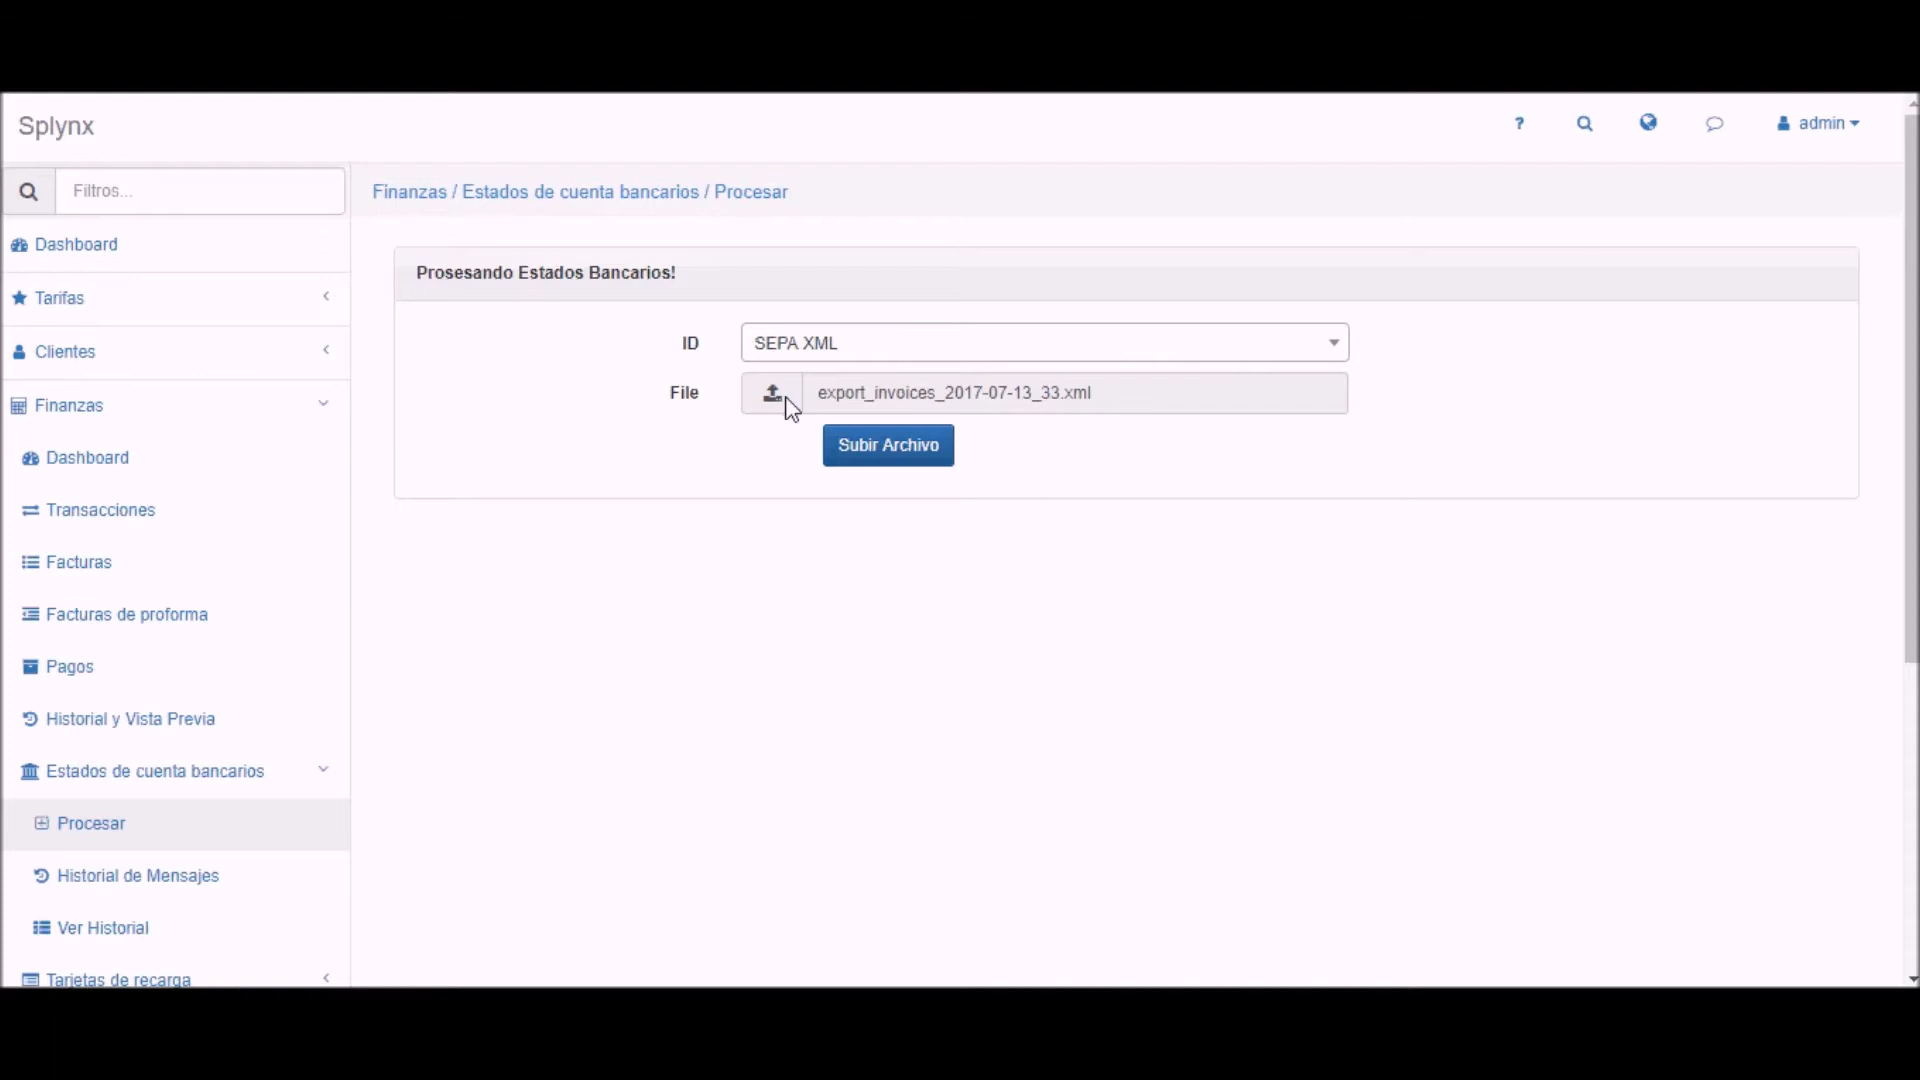 Splynx
?
admin
Filtros...
Finanzas / Estados de cuenta bancarios / Procesar
Dashboard
Tarifas
Clientes
Finanzas
Dashboard
Transacciones
Facturas
Facturas de proforma
Pagos
Historial y Vista Previa
Estados de cuenta bancarios
Procesar
Historial de Mensajes
Ver Historial
Tarjetas de recarga
Prosesando Estados Bancarios!
ID SEPA XML
File export_invoices_2017-07-13_33.xml
Subir Archivo